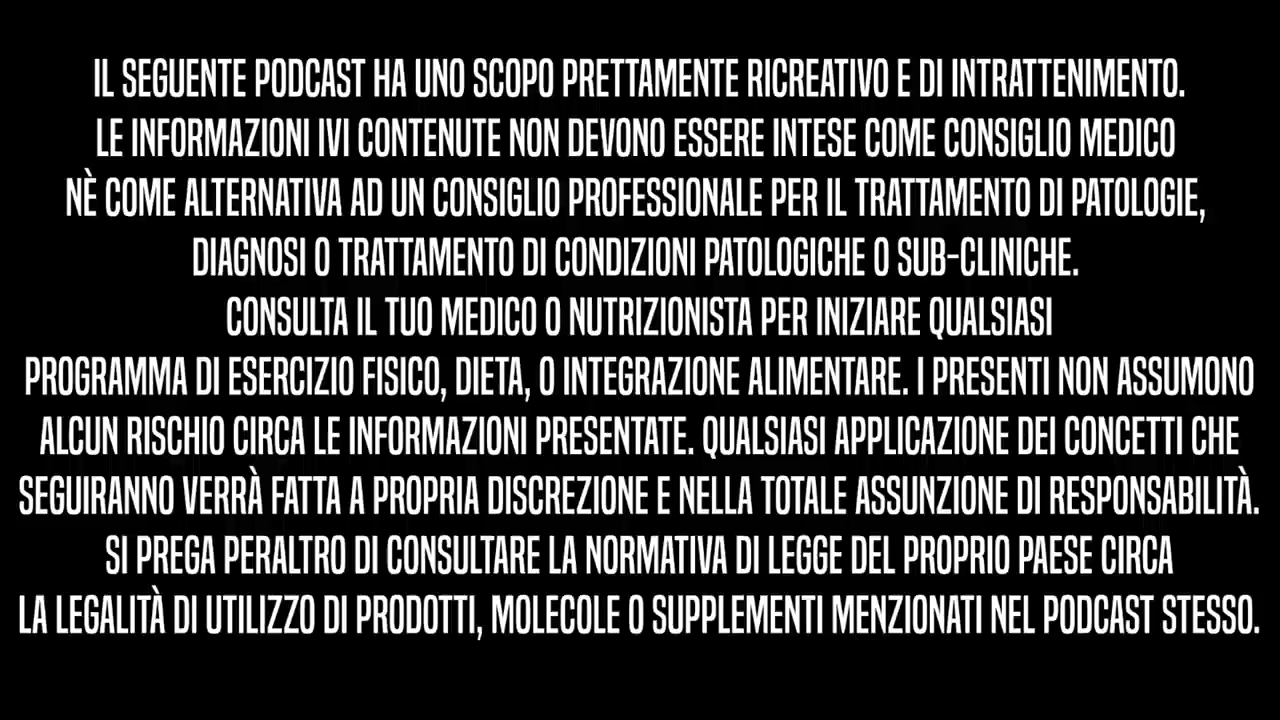 IL SEGUENTE PODCAST HA UNO SCOPO PRETTAMENTE RICREATIVO E DI INTRATTENIMENTO.
LE INFORMAZIONI IVI CONTENUTE NON DEVONO ESSERE INTESE COME CONSIGLIO MEDICO
NÈ COME ALTERNATIVA AD UN CONSIGLIO PROFESSIONALE PER IL TRATTAMENTO DI PATOLOGIE,
DIAGNOSI O TRATTAMENTO DI CONDIZIONI PATOLOGICHE O SUB-CLINICHE.
CONSULTA IL TUO MEDICO O NUTRIZIONISTA PER INIZIARE QUALSIASI
PROGRAMMA DI ESERCIZIO FISICO, DIETA, O INTEGRAZIONE ALIMENTARE. I PRESENTI NON ASSUMONO
ALCUN RISCHIO CIRCA LE INFORMAZIONI PRESENTATE. QUALSIASI APPLICAZIONE DEI CONCETTI CHE
SEGUIRANNO VERRÀ FATTA A PROPRIA DISCREZIONE E NELLA TOTALE ASSUNZIONE DI RESPONSABILITÀ.
SI PREGA PERALTRO DI CONSULTARE LA NORMATIVA DI LEGGE DEL PROPRIO PAESE CIRCA
LA LEGALITÀ DI UTILIZZO DI PRODOTTI, MOLECOLE O SUPPLEMENTI MENZIONATI NEL PODCAST STESSO.